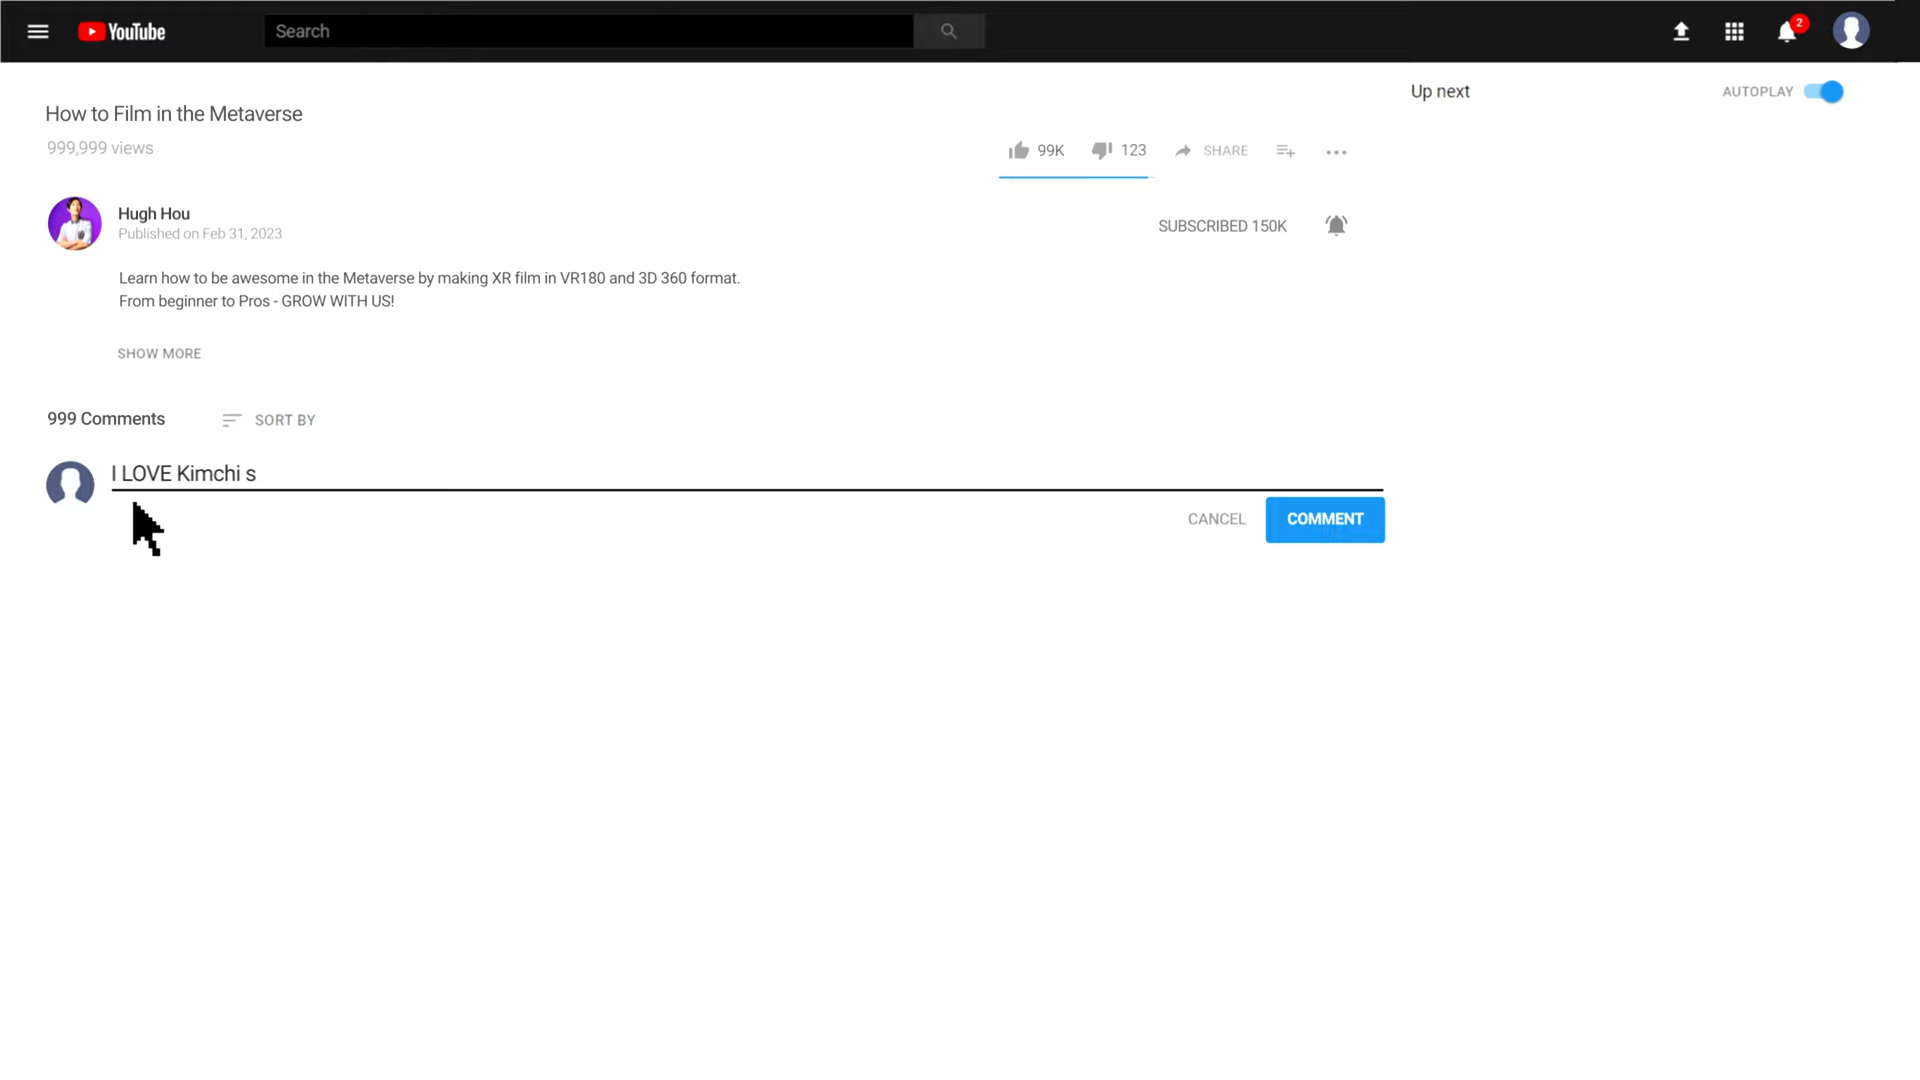 YouTube
Search
2
Up next
AUTOPLAY
How to Film in the Metaverse
999,999 views
99K
123
SHARE
Hugh Hou
Published on Feb 31, 2023
SUBSCRIBED 150K
Learn how to be awesome in the Metaverse by making XR film in VR180 and 3D 360 format.
From beginner to Pros - GROW WITH US!
SHOW MORE
999 Comments
SORT BY
I LOVE Kimchi s
CANCEL
COMMENT